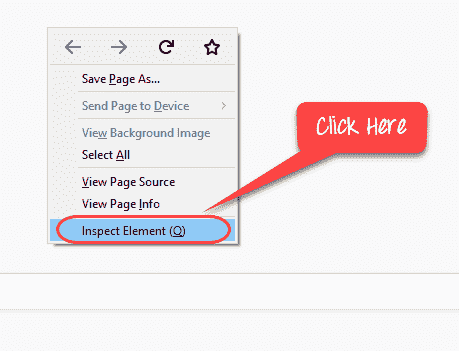 Save Page As...
Send Page to Device
View Background Image
Select All
View Page Source
View Page Info
Inspect Element (Q)
Click Here